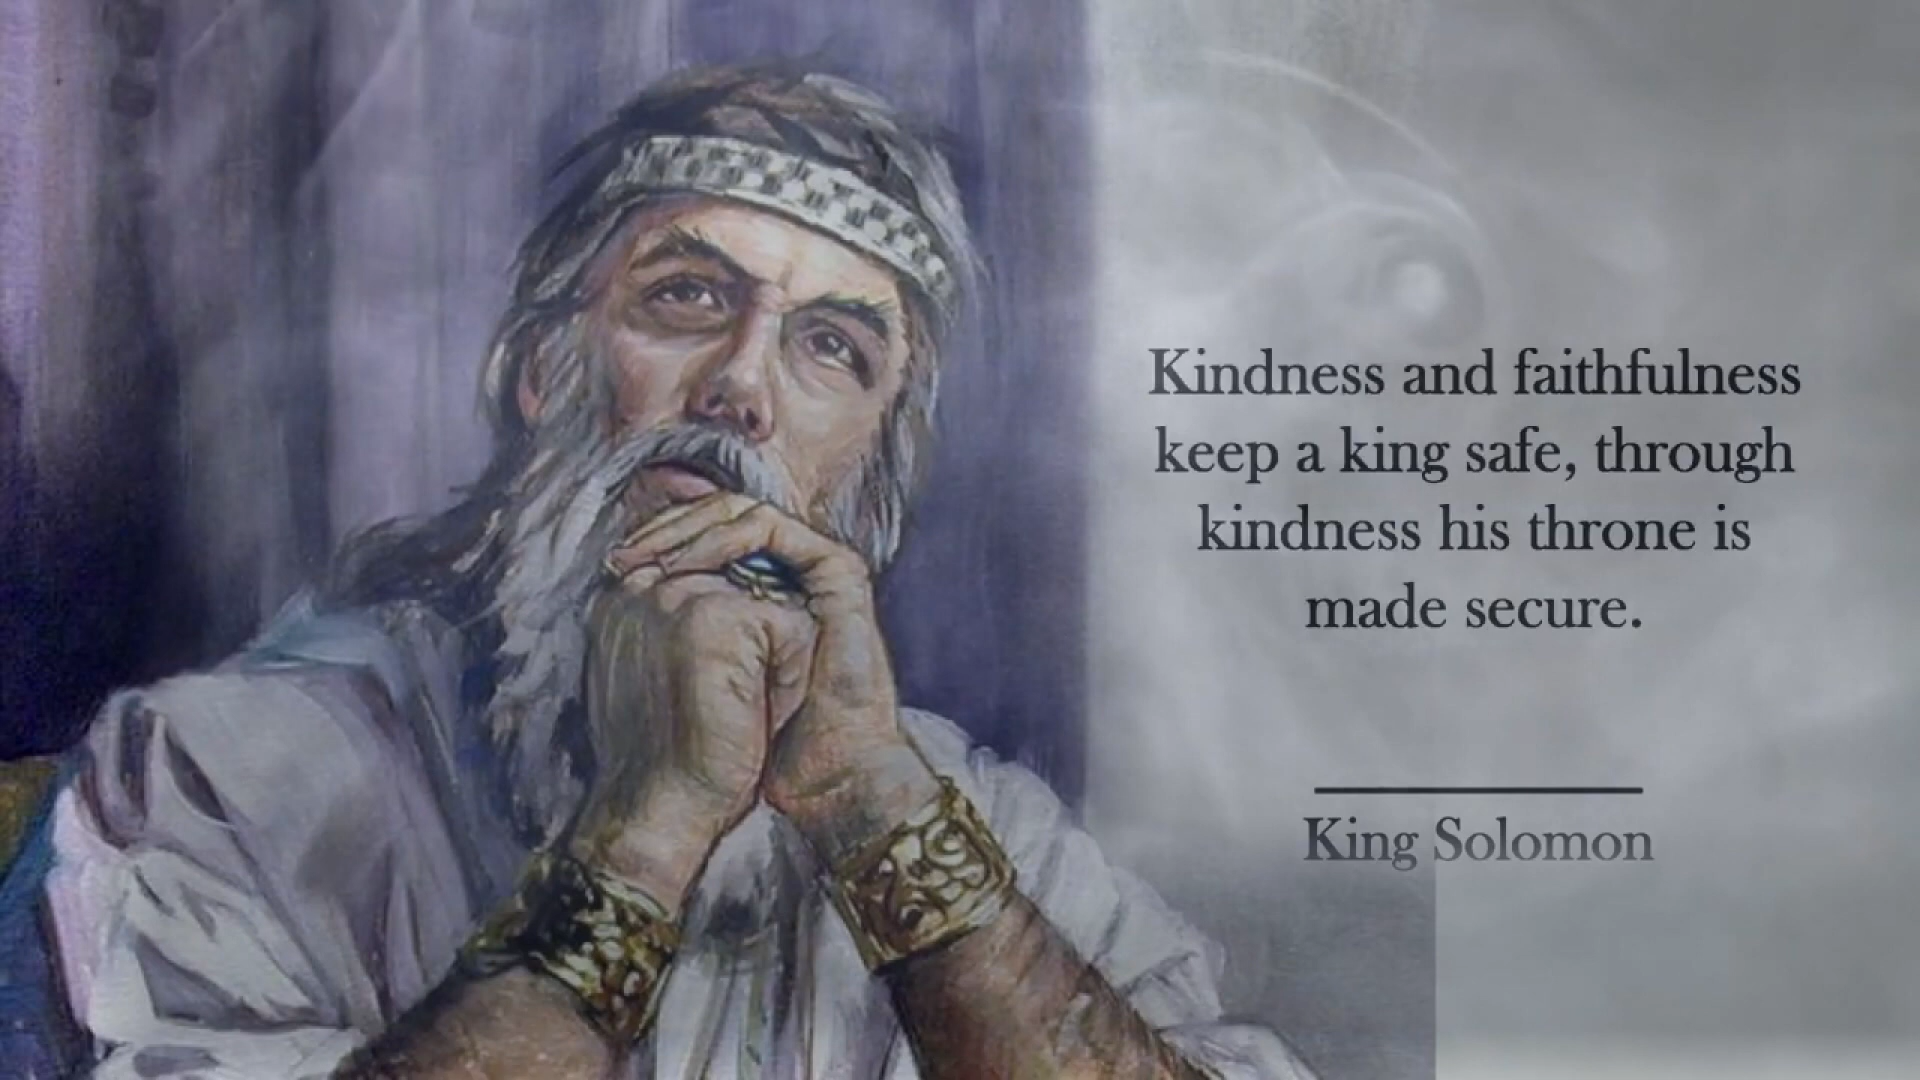 Kindness and faithfulness
keep a king safe, through
kindness his throne is
made secure.
King Solomon